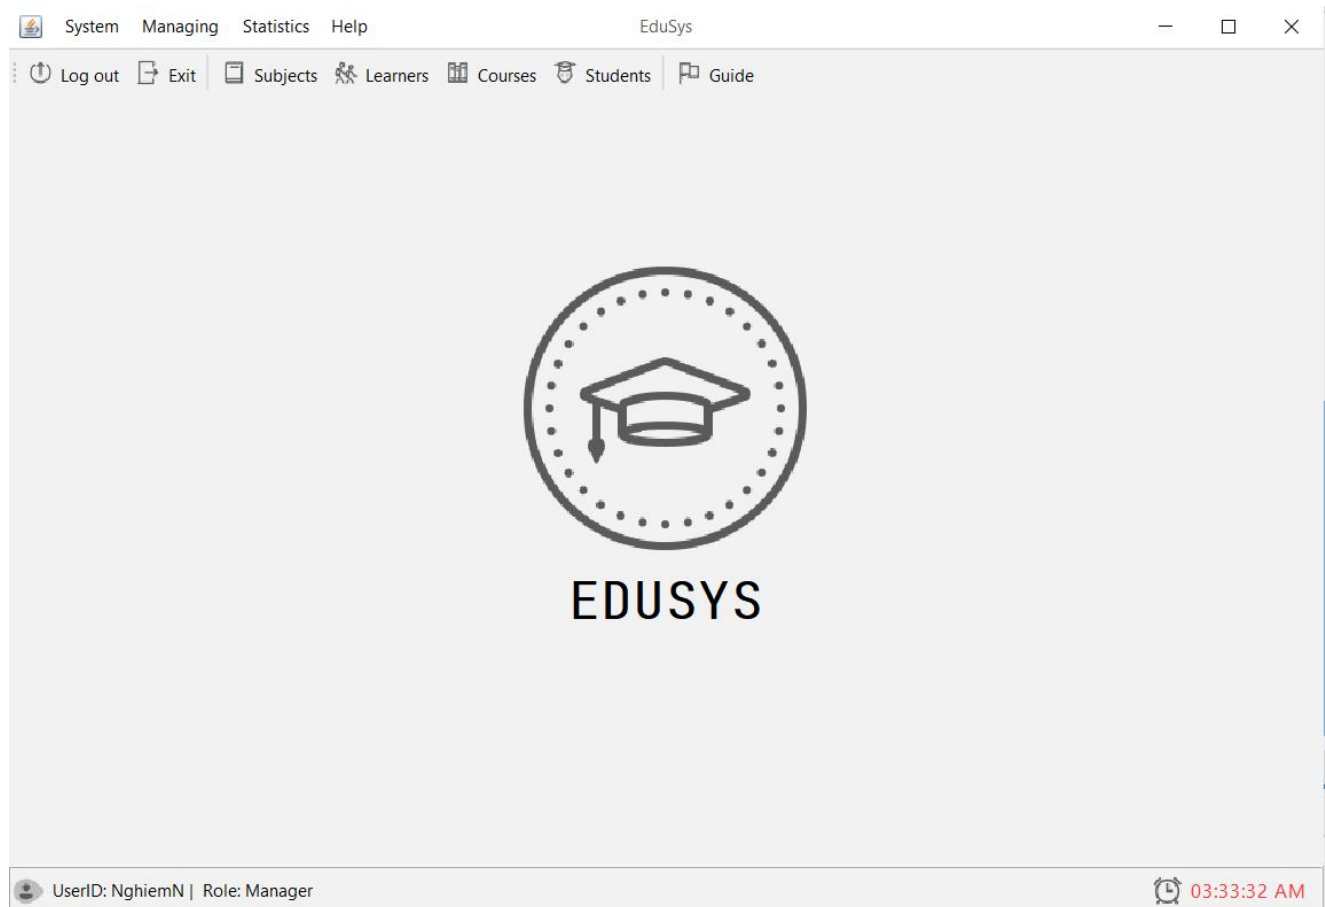 System Managing Statistics Help EduSys
Log out Exit Subjects Learners Courses Students Guide
EDUSYS
UserID: NghiemN | Role: Manager 03:33:32 AM